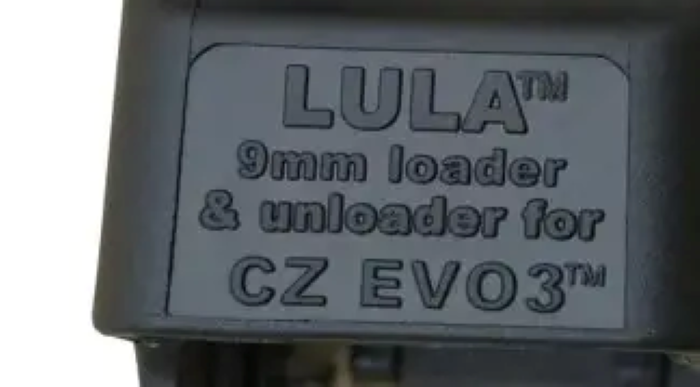 LULA™
9mm loader
& unloader for
CZ EVO3™